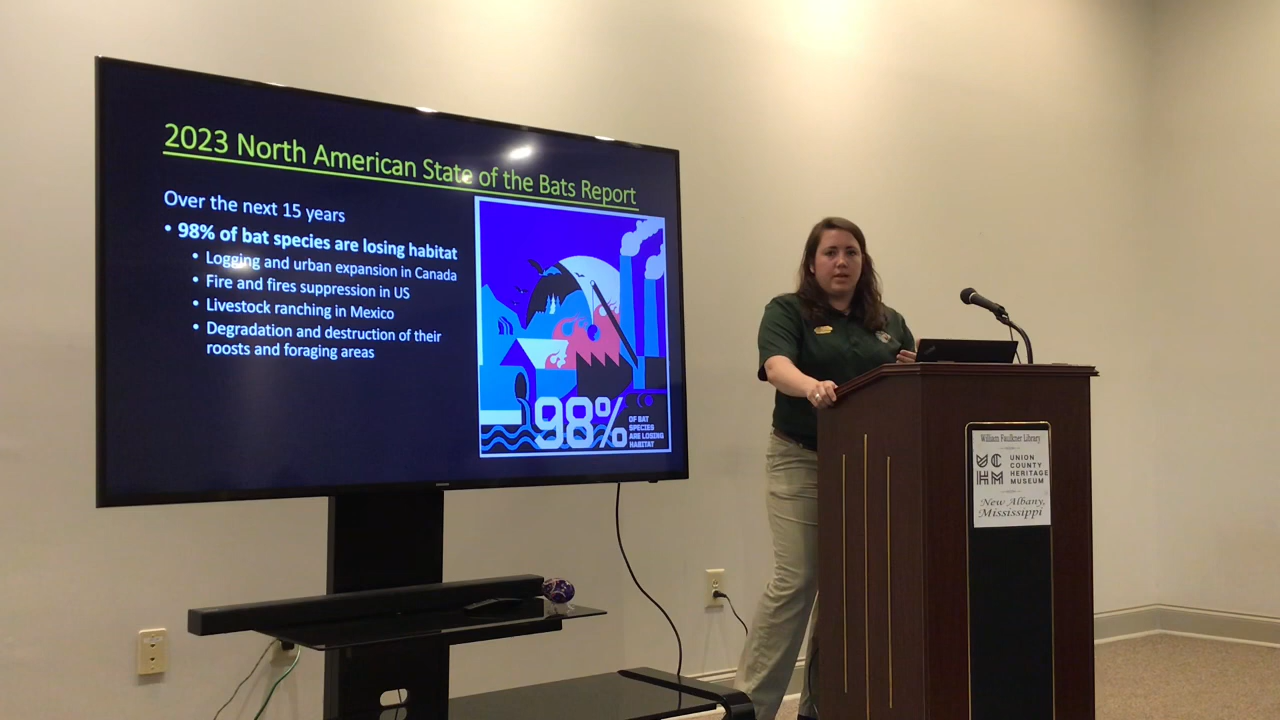 2023 North American State of the Bats Report
Over the next 15 years
• 98% of bat species are losing habitat
• Logging and urban expansion in Canada
• Fire and fires suppression in US
• Livestock ranching in Mexico
• Degradation and destruction of their
roosts and foraging areas
98%
OF BAT
SPECIES
ARE LOSING
HABITAT
William Faulkner Library
UCHM
UNION
COUNTY
HERITAGE
MUSEUM
New Albany,
Mississippi